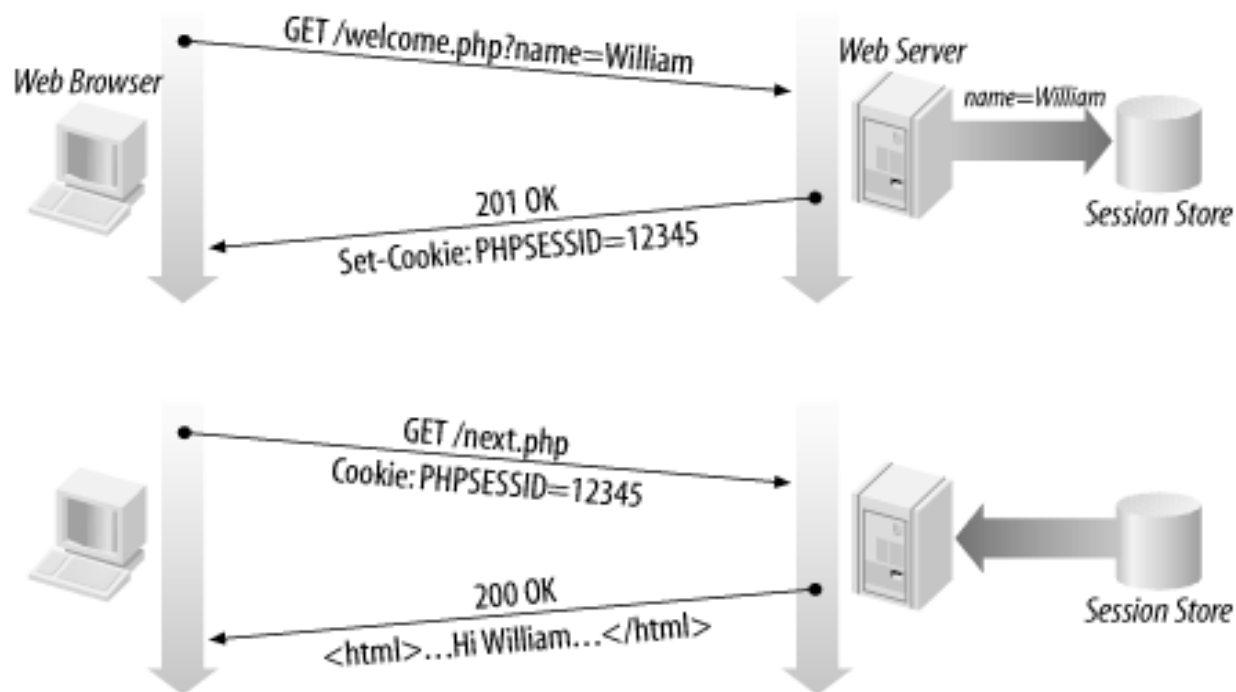 GET /welcome.php?name=William
Web Browser
Web Server
name=William
201 OK
Set-Cookie: PHPSESSID=12345
Session Store
GET /next.php
Cookie: PHPSESSID=12345
200 OK
<html>...Hi William...</html>
Session Store